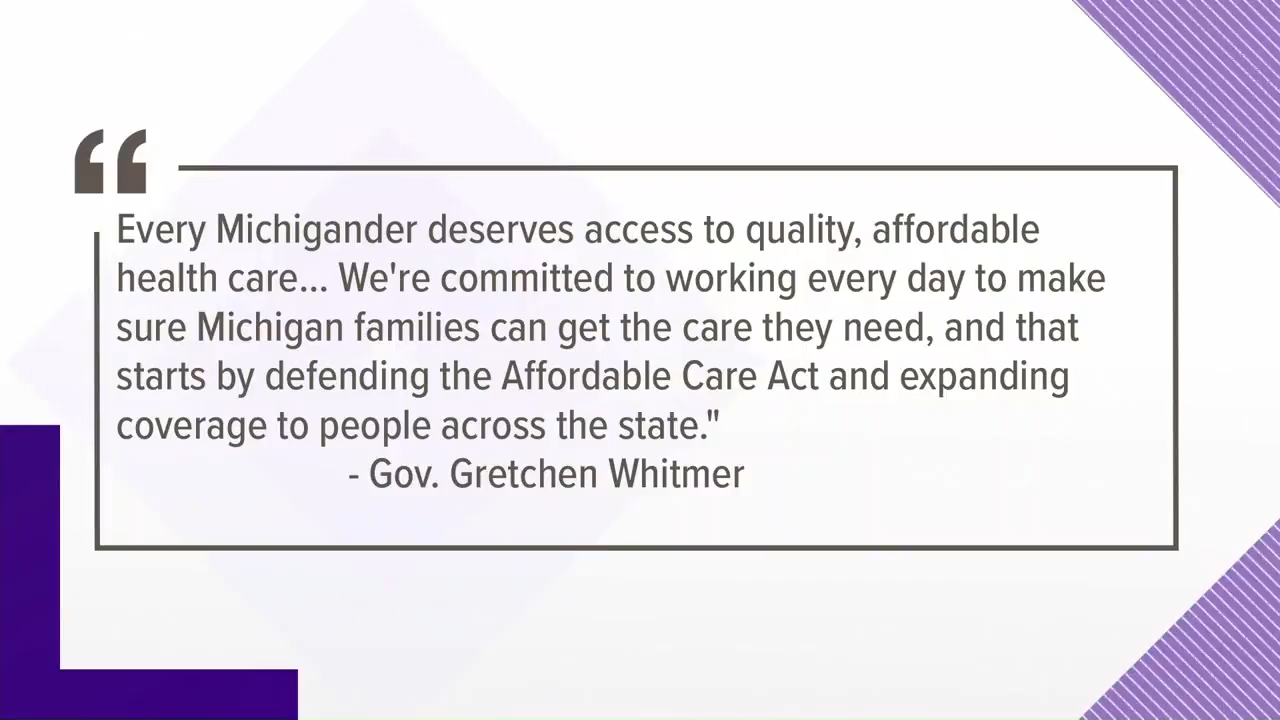 “
Every Michigander deserves access to quality, affordable
health care... We're committed to working every day to make
sure Michigan families can get the care they need, and that
starts by defending the Affordable Care Act and expanding
coverage to people across the state."
- Gov. Gretchen Whitmer